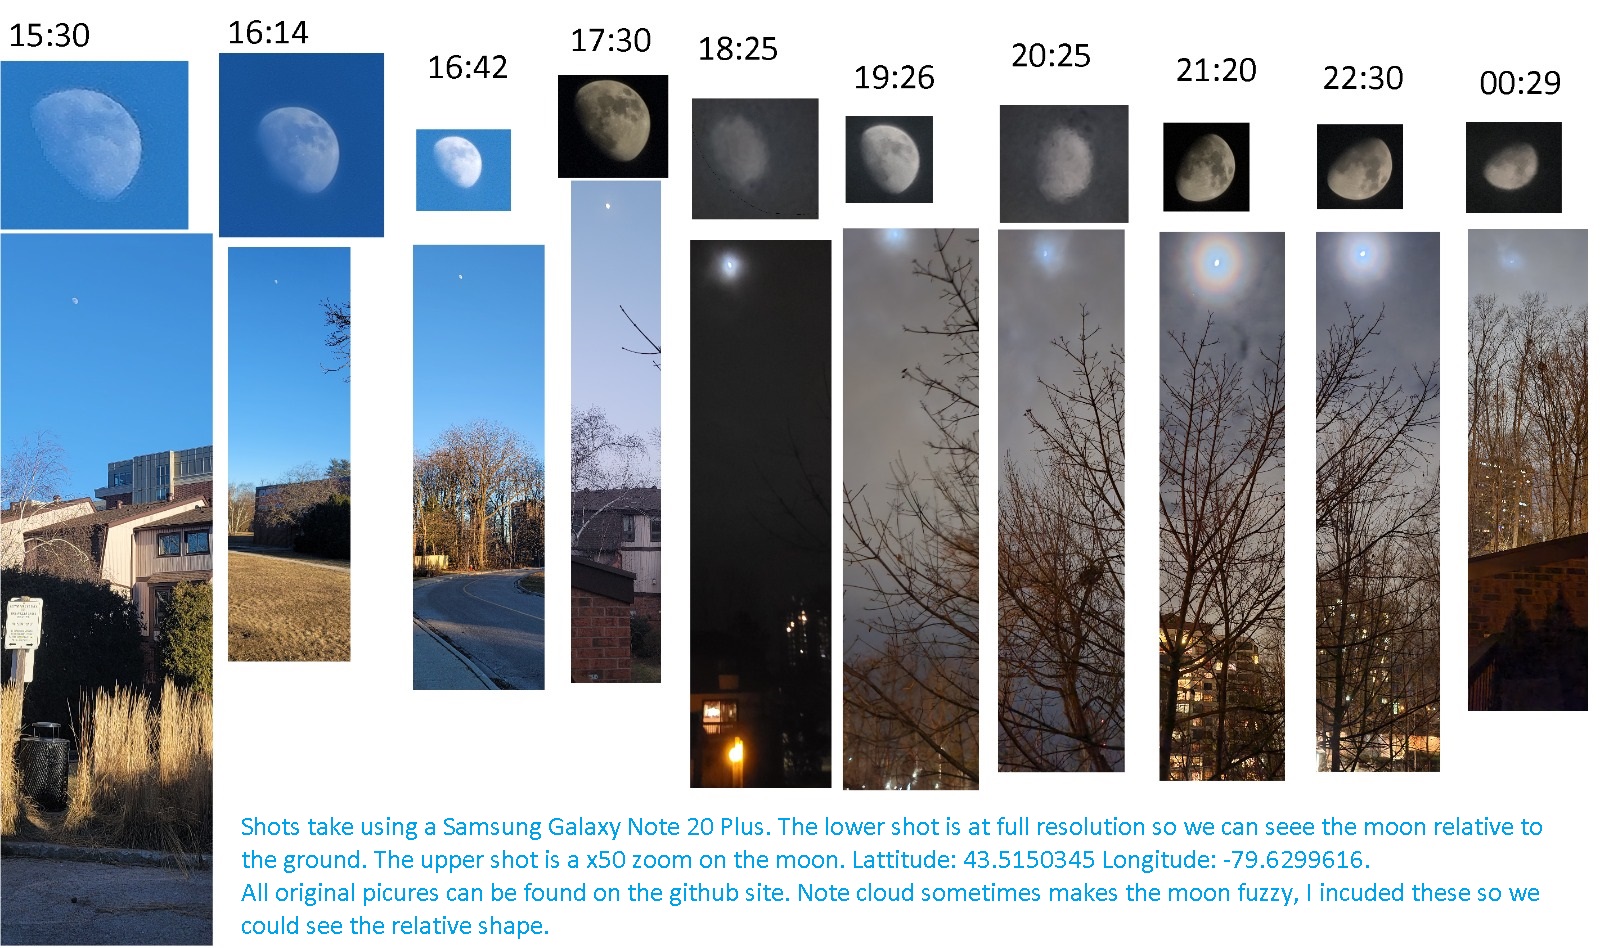 15:30
16:14
16:42
17:30
18:25
19:26
20:25
21:20
22:30
00:29
Shots take using a Samsung Galaxy Note 20 Plus. The lower shot is at full resolution so we can seee the moon relative to
the ground. The upper shot is a x50 zoom on the moon. Lattitude: 43.5150345 Longitude: -79.6299616.
All original picures can be found on the github site. Note cloud sometimes makes the moon fuzzy, I incuded these so we
could see the relative shape.